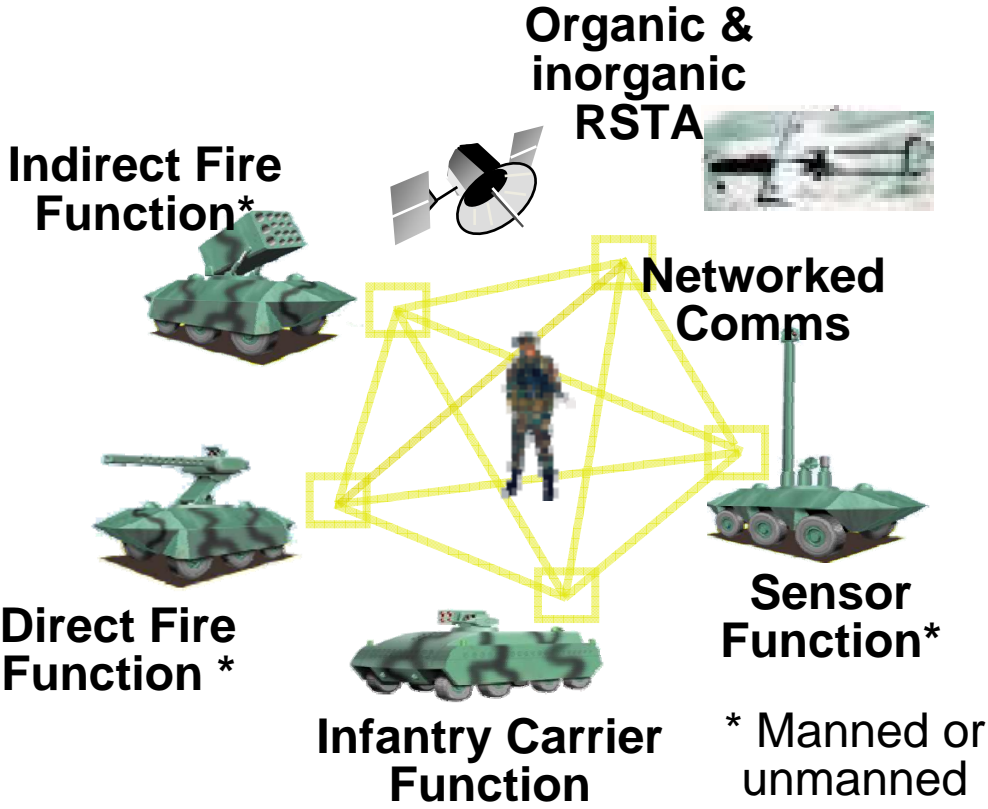 Organic &
inorganic
RSTA
Indirect Fire
Function*
Networked
Comms
Direct Fire
Function *
Sensor
Function*
Infantry Carrier
Function
* Manned or
unmanned